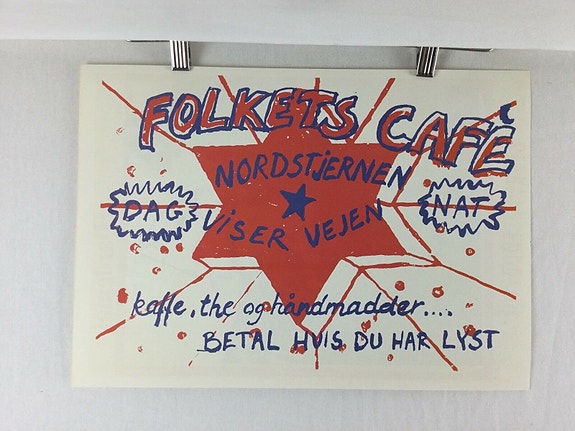 FOLKETS CAFÉ
NORDSTJERNEN
DAG
VISER VEJEN
NAT
kaffe, the og håndmadder....
BETAL HVIS DU HAR LYST